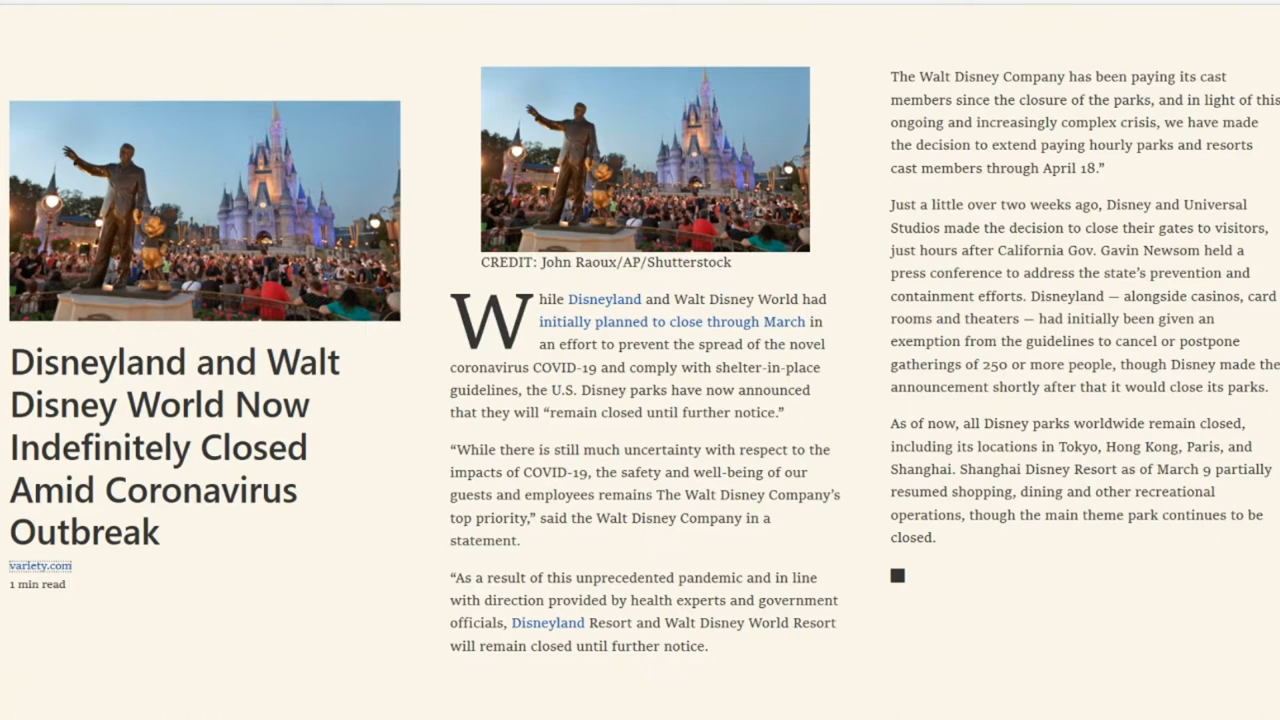 Disneyland and Walt
Disney World Now
Indefinitely Closed
Amid Coronavirus
Outbreak
variety.com
1 min read
CREDIT: John Raoux/AP/Shutterstock
While Disneyland and Walt Disney World had
initially planned to close through March in
an effort to prevent the spread of the novel
coronavirus COVID-19 and comply with shelter-in-place
guidelines, the U.S. Disney parks have now announced
that they will “remain closed until further notice.”
“While there is still much uncertainty with respect to the
impacts of COVID-19, the safety and well-being of our
guests and employees remains The Walt Disney Company’s
top priority,” said the Walt Disney Company in a
statement.
“As a result of this unprecedented pandemic and in line
with direction provided by health experts and government
officials, Disneyland Resort and Walt Disney World Resort
will remain closed until further notice.
The Walt Disney Company has been paying its cast
members since the closure of the parks, and in light of this
ongoing and increasingly complex crisis, we have made
the decision to extend paying hourly parks and resorts
cast members through April 18.”
Just a little over two weeks ago, Disney and Universal
Studios made the decision to close their gates to visitors,
just hours after California Gov. Gavin Newsom held a
press conference to address the state’s prevention and
containment efforts. Disneyland — alongside casinos, card
rooms and theaters — had initially been given an
exemption from the guidelines to cancel or postpone
gatherings of 250 or more people, though Disney made the
announcement shortly after that it would close its parks.
As of now, all Disney parks worldwide remain closed,
including its locations in Tokyo, Hong Kong, Paris, and
Shanghai. Shanghai Disney Resort as of March 9 partially
resumed shopping, dining and other recreational
operations, though the main theme park continues to be
closed.